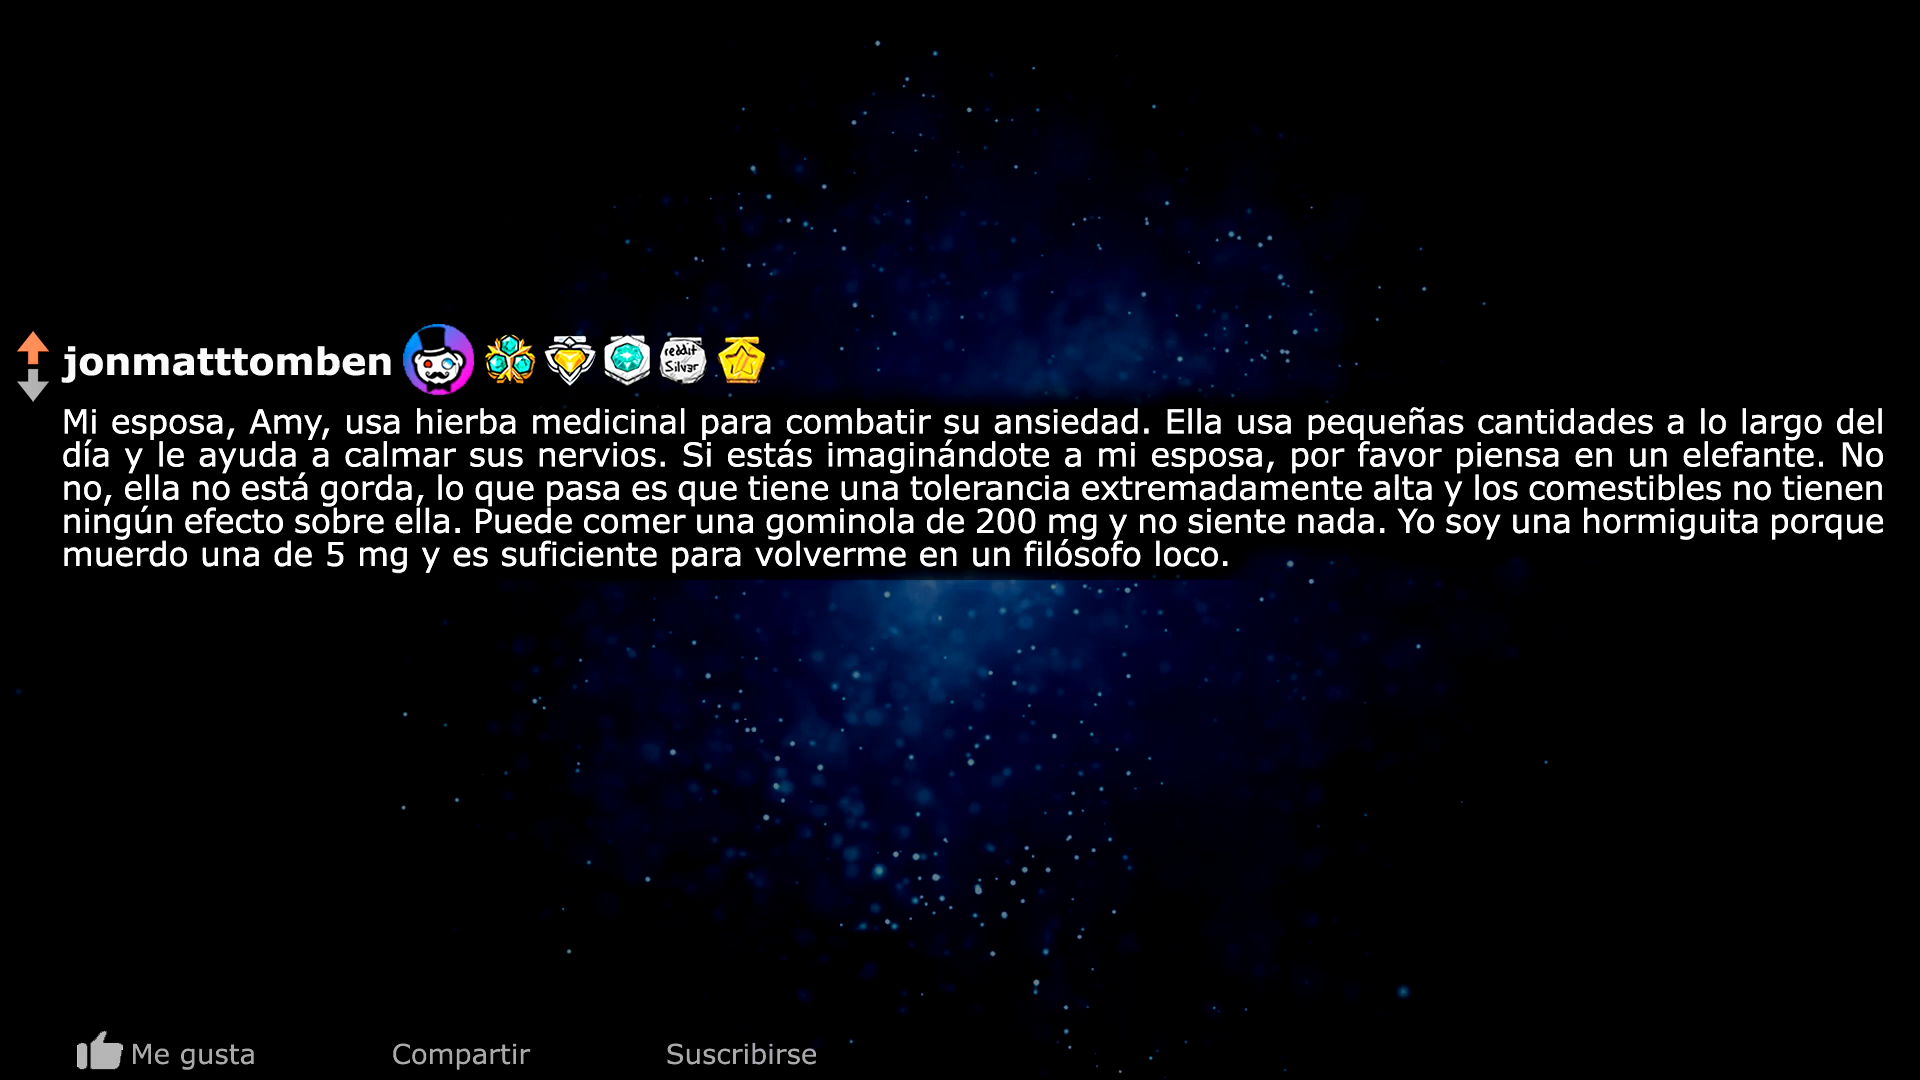 jonmatttomben
reddit
Silver
Mi esposa, Amy, usa hierba medicinal para combatir su ansiedad. Ella usa pequeñas cantidades a lo largo del
día y le ayuda a calmar sus nervios. Si estás imaginándote a mi esposa, por favor piensa en un elefante. No
no, ella no está gorda, lo que pasa es que tiene una tolerancia extremadamente alta y los comestibles no tienen
ningún efecto sobre ella. Puede comer una gominola de 200 mg y no siente nada. Yo soy una hormiguita porque
muerdo una de 5 mg y es suficiente para volverme en un filósofo loco.
Me gusta
Compartir
Suscribirse